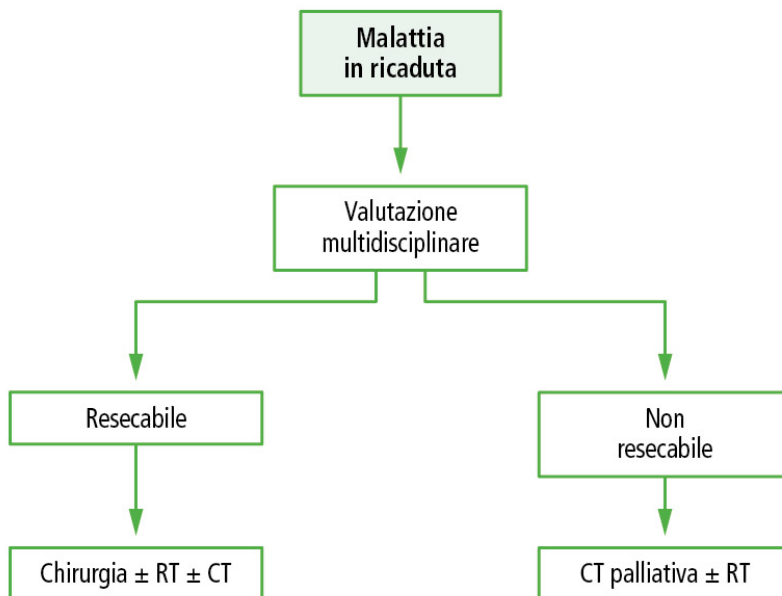 Malattia
in ricaduta
Valutazione
multidisciplinare
Resecabile
Non
resecabile
Chirurgia ± RT ± CT
CT palliativa ± RT